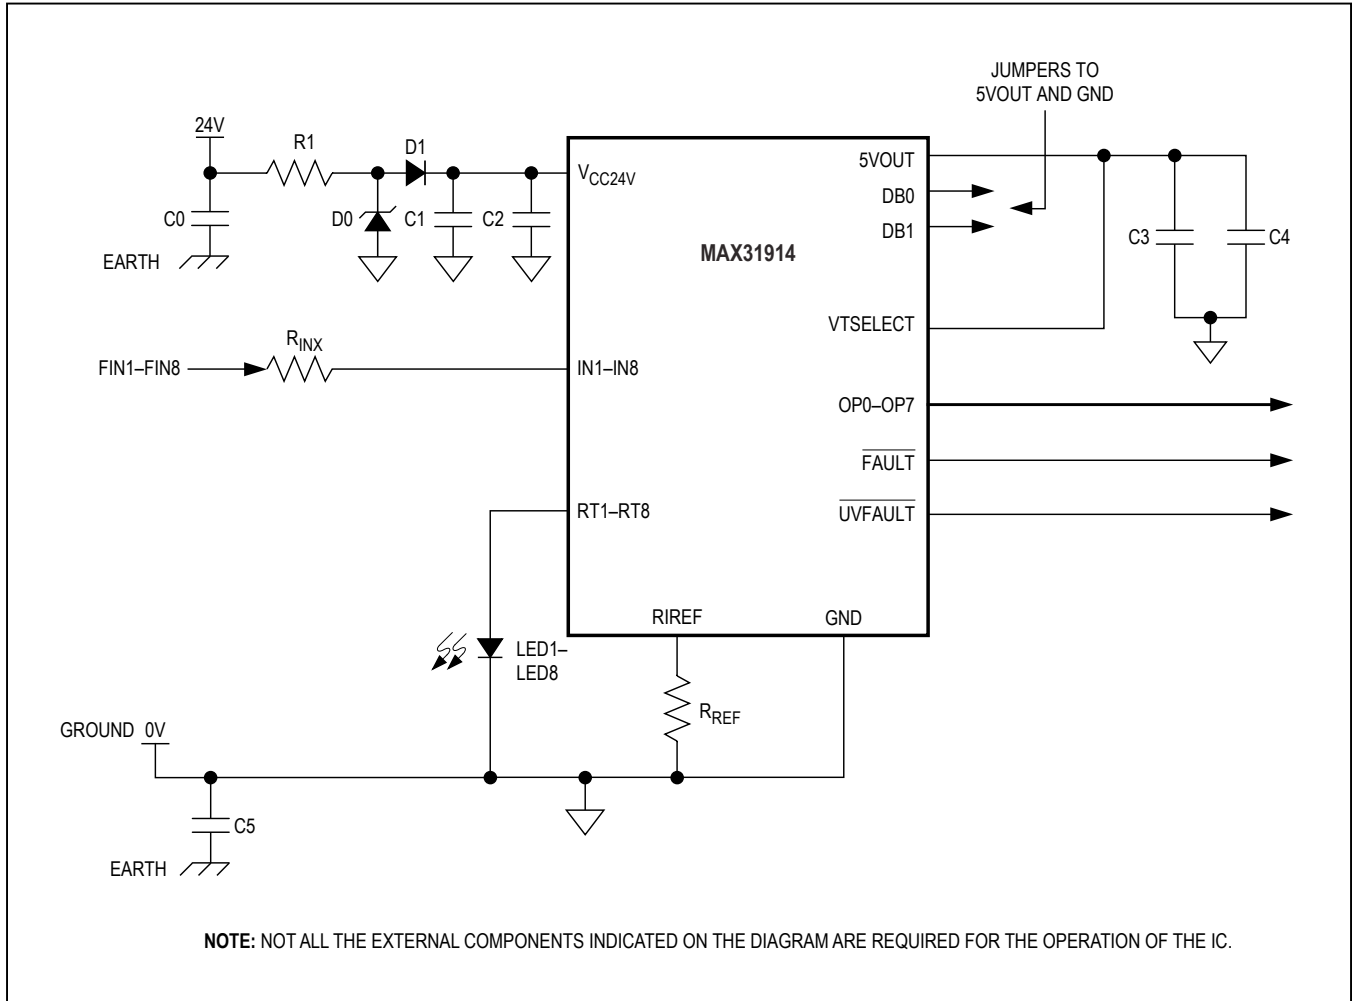 JUMPERS TO
5VOUT AND GND
24V
R1
D1
C0
D0
C1
C2
EARTH
VCC24V
5VOUT
DB0
DB1
MAX31914
C3
C4
VTSELECT
RINX
FIN1–FIN8
IN1–IN8
OP0–OP7
FAULT
RT1–RT8
UVFAULT
RIREF
GND
LED1–
LED8
RREF
GROUND 0V
C5
EARTH
NOTE: NOT ALL THE EXTERNAL COMPONENTS INDICATED ON THE DIAGRAM ARE REQUIRED FOR THE OPERATION OF THE IC.